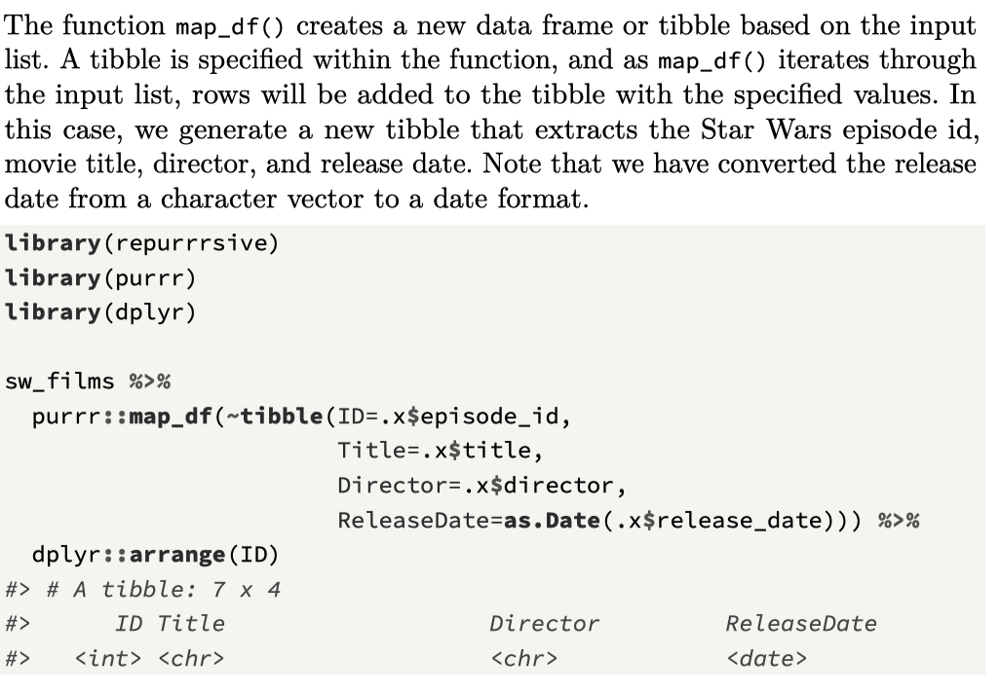 The function map_df() creates a new data frame or tibble based on the input
list. A tibble is specified within the function, and as map_df() iterates through
the input list, rows will be added to the tibble with the specified values. In
this case, we generate a new tibble that extracts the Star Wars episode id,
movie title, director, and release date. Note that we have converted the release
date from a character vector to a date format.
library(repurrrsive)
library(purrr)
library(dplyr)
sw_films %>%
  purrr::map_df(~tibble(ID=.x$episode_id,
                        Title=.x$title,
                        Director=.x$director,
                        ReleaseDate=as.Date(.x$release_date))) %>%
  dplyr::arrange(ID)
#> # A tibble: 7 x 4
#>      ID Title                   Director         ReleaseDate
#>   <int> <chr>                   <chr>            <date>